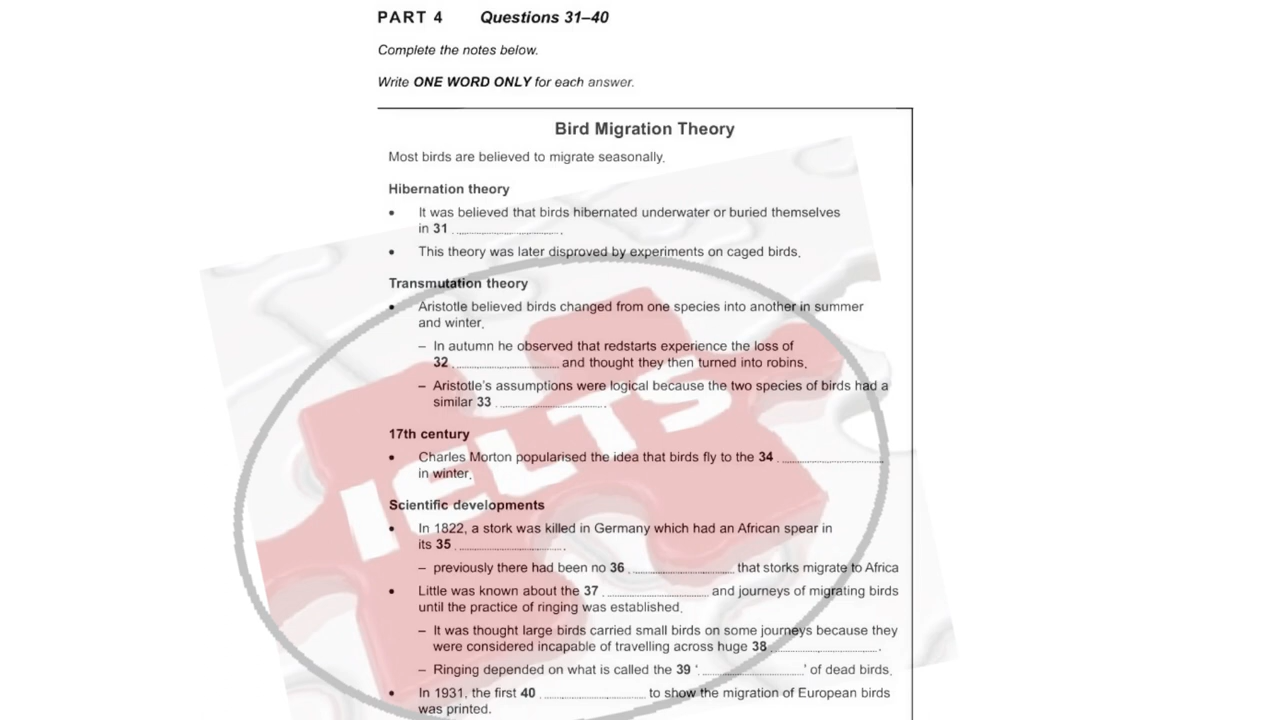 PART 4 Questions 31–40
Complete the notes below.
Write ONE WORD ONLY for each answer.
Bird Migration Theory
Most birds are believed to migrate seasonally.
Hibernation theory
• It was believed that birds hibernated underwater or buried themselves
in 31 ........................ .
• This theory was later disproved by experiments on caged birds.
Transmutation theory
• Aristotle believed birds changed from one species into another in summer
and winter.
– In autumn he observed that redstarts experience the loss of
32 ........................ and thought they then turned into robins.
– Aristotle's assumptions were logical because the two species of birds had a
similar 33 ........................ .
17th century
• Charles Morton popularised the idea that birds fly to the 34 ........................
in winter.
Scientific developments
• In 1822, a stork was killed in Germany which had an African spear in
its 35 ........................ .
– previously there had been no 36 ........................ that storks migrate to Africa
• Little was known about the 37 ........................ and journeys of migrating birds
until the practice of ringing was established.
– It was thought large birds carried small birds on some journeys because they
were considered incapable of travelling across huge 38 ........................ .
– Ringing depended on what is called the 39 ' ........................ ' of dead birds.
• In 1931, the first 40 ........................ to show the migration of European birds
was printed.
IELTS